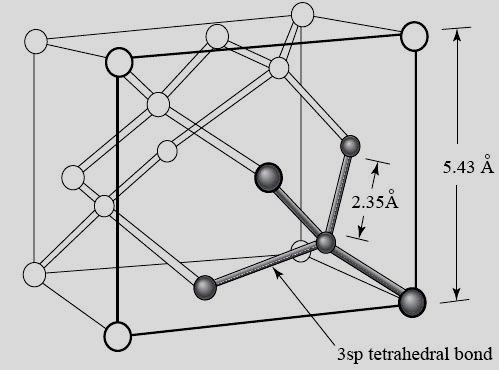 5.43 Å
2.35Å
3sp tetrahedral bond